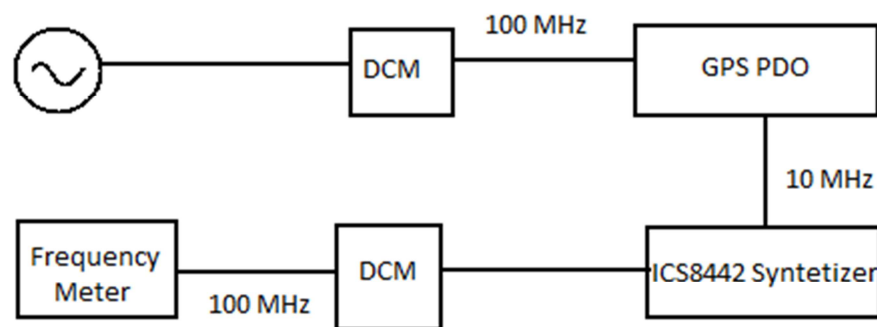 100 MHz
DCM
GPS PDO
10 MHz
Frequency
Meter
100 MHz
DCM
ICS8442 Syntetizer